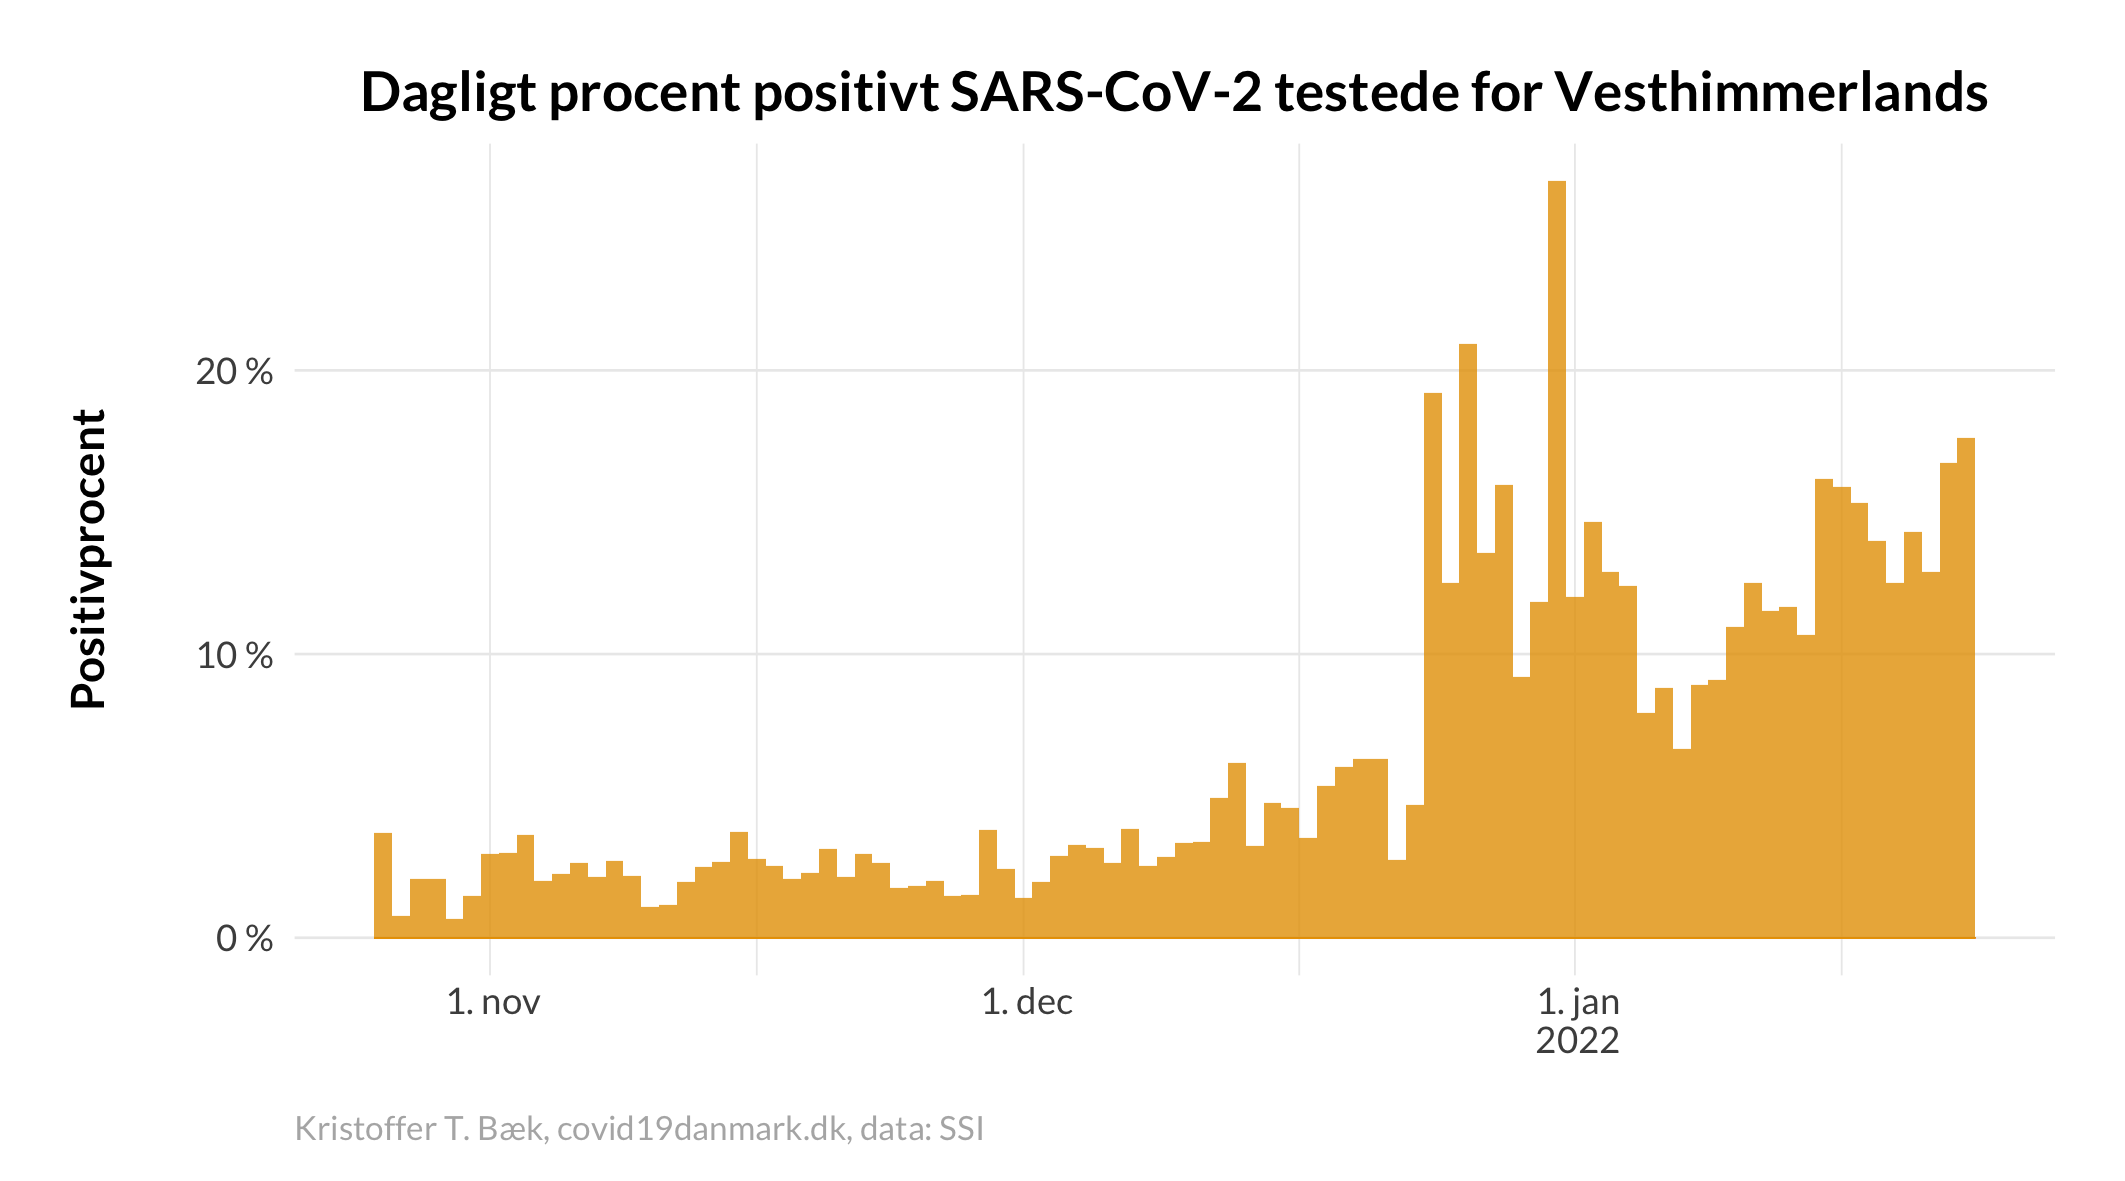 Dagligt procent positivt SARS-CoV-2 testede for Vesthimmerlands
Positivprocent
20 %
10 %
0 %
1. nov
1. dec
1. jan
2022
Kristoffer T. Bæk, covid19danmark.dk, data: SSI